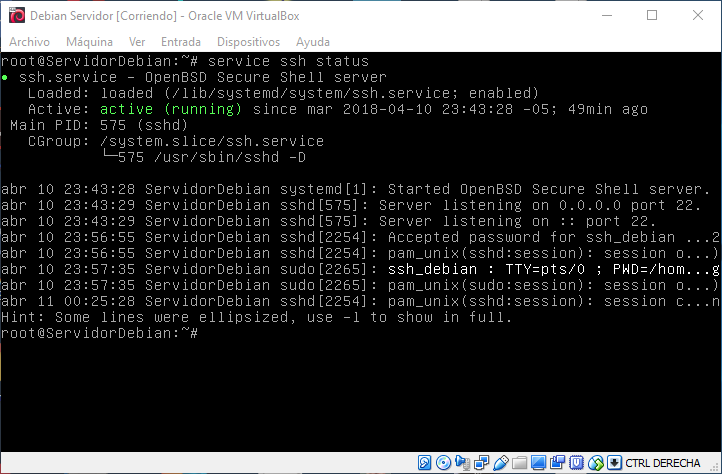 Debian Servidor [Corriendo] - Oracle VM VirtualBox
Archivo Máquina Ver Entrada Dispositivos Ayuda
root@ServidorDebian:~# service ssh status
● ssh.service - OpenBSD Secure Shell server
   Loaded: loaded (/lib/systemd/system/ssh.service; enabled)
   Active: active (running) since mar 2018-04-10 23:43:28 -05; 49min ago
 Main PID: 575 (sshd)
   CGroup: /system.slice/ssh.service
           └─575 /usr/sbin/sshd -D

abr 10 23:43:28 ServidorDebian systemd[1]: Started OpenBSD Secure Shell server.
abr 10 23:43:29 ServidorDebian sshd[575]: Server listening on 0.0.0.0 port 22.
abr 10 23:43:29 ServidorDebian sshd[575]: Server listening on :: port 22.
abr 10 23:56:55 ServidorDebian sshd[2254]: Accepted password for ssh_debian ...2
abr 10 23:56:55 ServidorDebian sshd[2254]: pam_unix(sshd:session): session o...)
abr 10 23:57:35 ServidorDebian sudo[2265]: ssh_debian : TTY=pts/0 ; PWD=/hom...g
abr 10 23:57:35 ServidorDebian sudo[2265]: pam_unix(sudo:session): session o...)
abr 11 00:25:28 ServidorDebian sshd[2254]: pam_unix(sshd:session): session c...n
Hint: Some lines were ellipsized, use -l to show in full.
root@ServidorDebian:~#
CTRL DERECHA